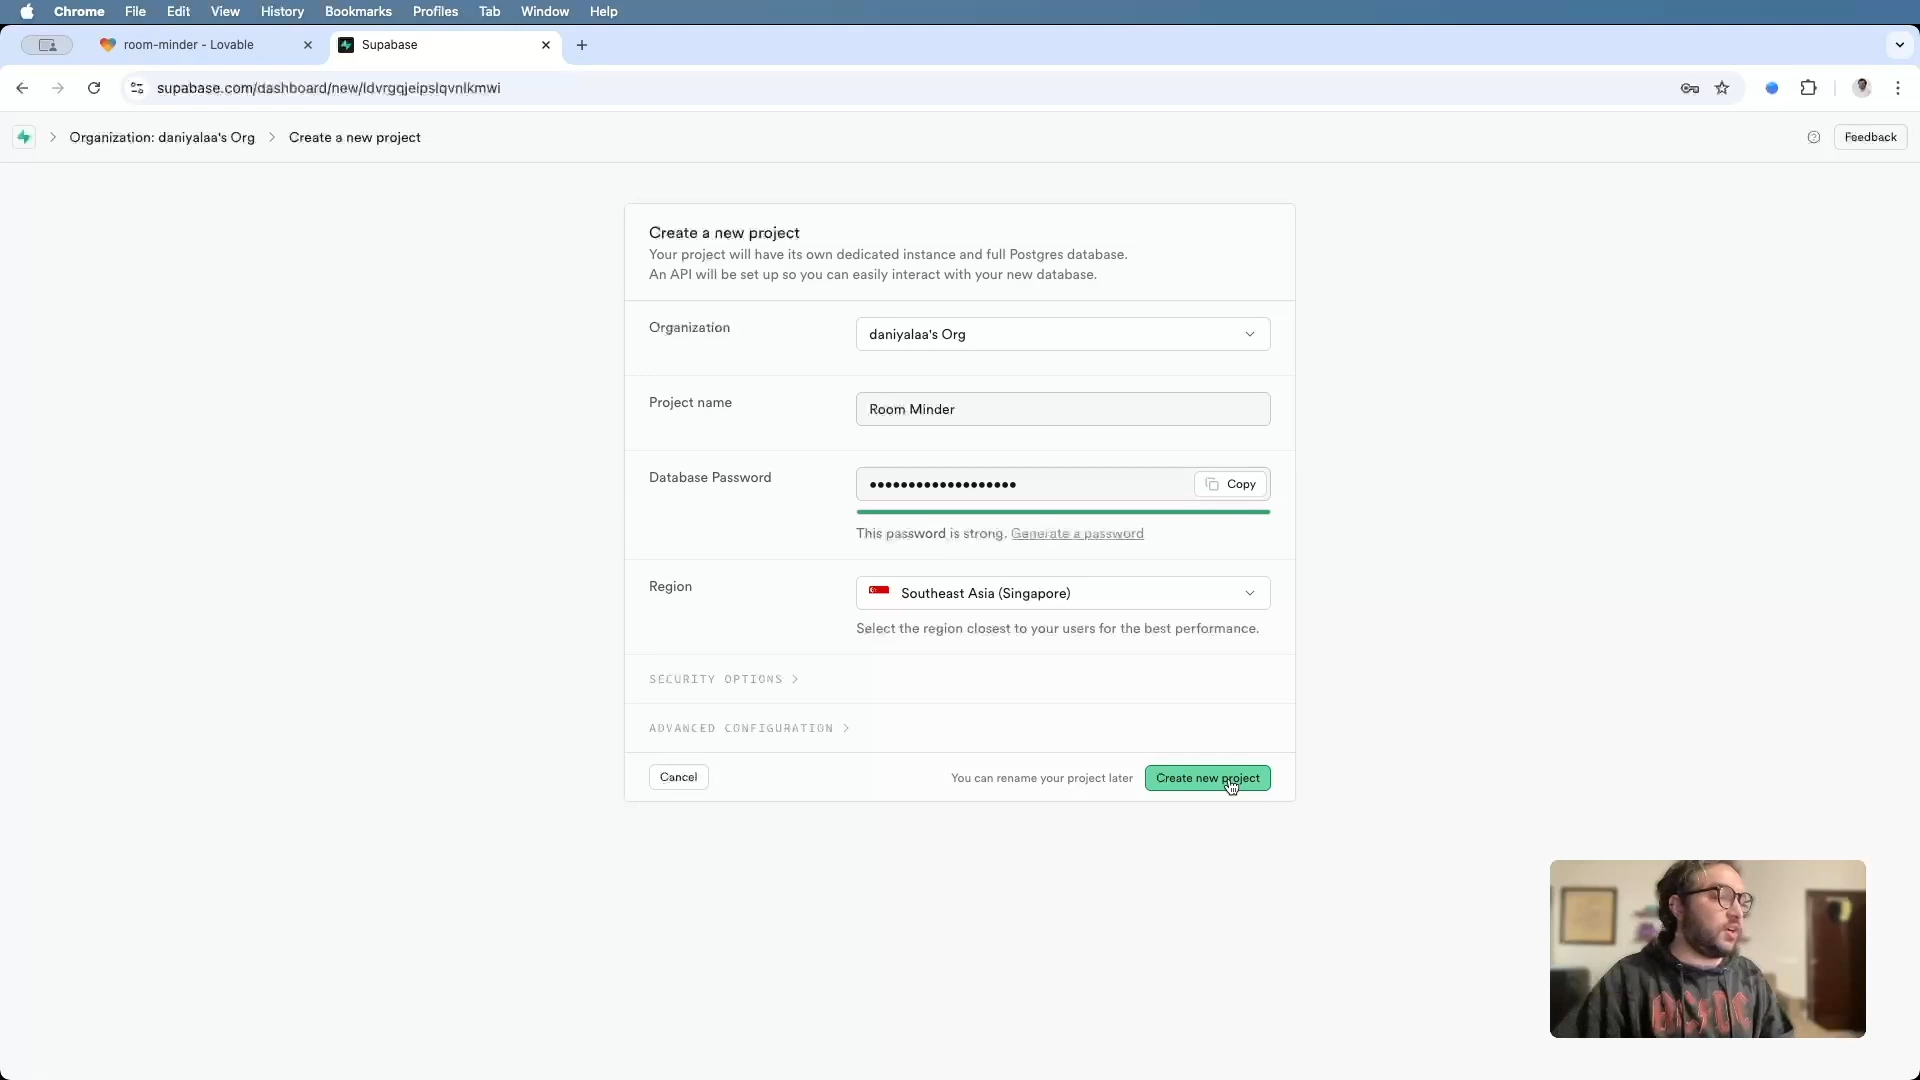 Chrome File Edit View History Bookmarks Profiles Tab Window Help
room-minder - Lovable
Supabase
supabase.com/dashboard/new/ldvrgqjeipslqvnlkmwi
Organization: daniyalaa's Org > Create a new project
Feedback
Create a new project
Your project will have its own dedicated instance and full Postgres database.
An API will be set up so you can easily interact with your new database.
Organization
daniyalaa's Org
Project name
Room Minder
Database Password
•••••••••••••••••••
Copy
This password is strong. Generate a password
Region
Southeast Asia (Singapore)
Select the region closest to your users for the best performance.
SECURITY OPTIONS >
ADVANCED CONFIGURATION >
Cancel
You can rename your project later
Create new project
AC/DC